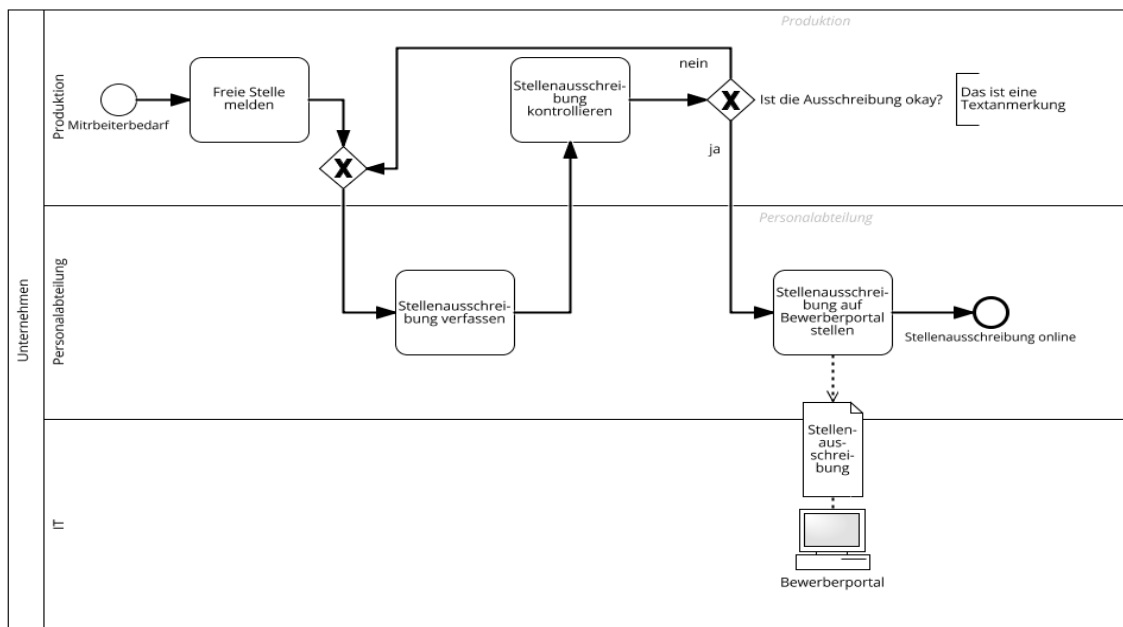 Produktion
Unternehmen
Produktion
Mitrbeiterbedarf
Freie Stelle
melden
X
Stellenausschrei-
bung
kontrollieren
nein
X
Ist die Ausschreibung okay?
ja
Das ist eine
Textanmerkung
Personalabteilung
Personalabteilung
Stellenausschrei-
bung verfassen
Stellenausschrei-
bung auf
Bewerberportal
stellen
Stellenausschreibung online
IT
Stellen-
aus-
schrei-
bung
Bewerberportal